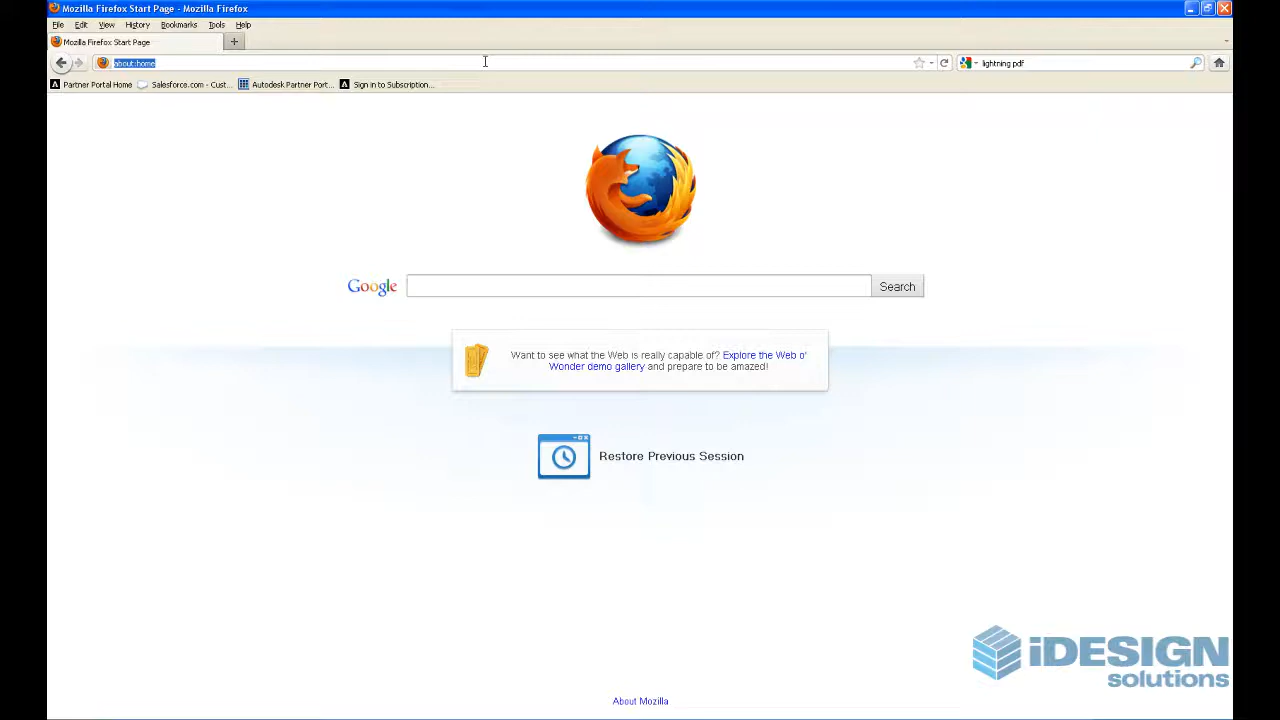 Mozilla Firefox Start Page - Mozilla Firefox
File Edit View History Bookmarks Tools Help
Mozilla Firefox Start Page
about:home
lightning pdf
Partner Portal Home Salesforce.com - Cust... Autodesk Partner Port... Sign in to Subscription...
Google
Search
Want to see what the Web is really capable of? Explore the Web o'
Wonder demo gallery and prepare to be amazed!
Restore Previous Session
iDESIGN
solutions
About Mozilla